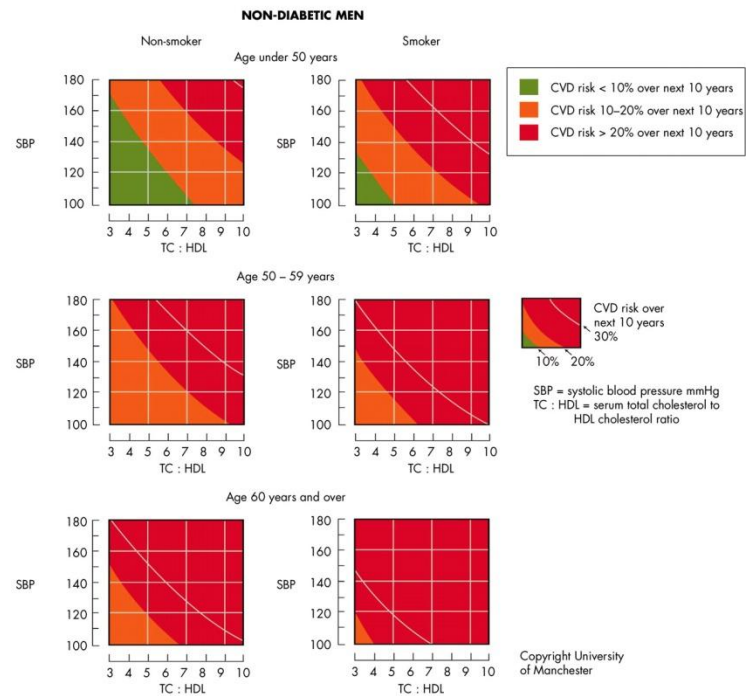 NON-DIABETIC MEN
Non-smoker
Smoker
Age under 50 years
180
160
140
120
100
SBP
3 4 5 6 7 8 9 10
TC : HDL
180
160
140
120
100
SBP
3 4 5 6 7 8 9 10
TC : HDL
CVD risk < 10% over next 10 years
CVD risk 10–20% over next 10 years
CVD risk > 20% over next 10 years
Age 50 – 59 years
180
160
140
120
100
SBP
3 4 5 6 7 8 9 10
TC : HDL
180
160
140
120
100
SBP
3 4 5 6 7 8 9 10
TC : HDL
CVD risk over
next 10 years
30%
10%
20%
SBP = systolic blood pressure mmHg
TC : HDL = serum total cholesterol to
HDL cholesterol ratio
Age 60 years and over
180
160
140
120
100
SBP
3 4 5 6 7 8 9 10
TC : HDL
180
160
140
120
100
SBP
3 4 5 6 7 8 9 10
TC : HDL
Copyright University
of Manchester